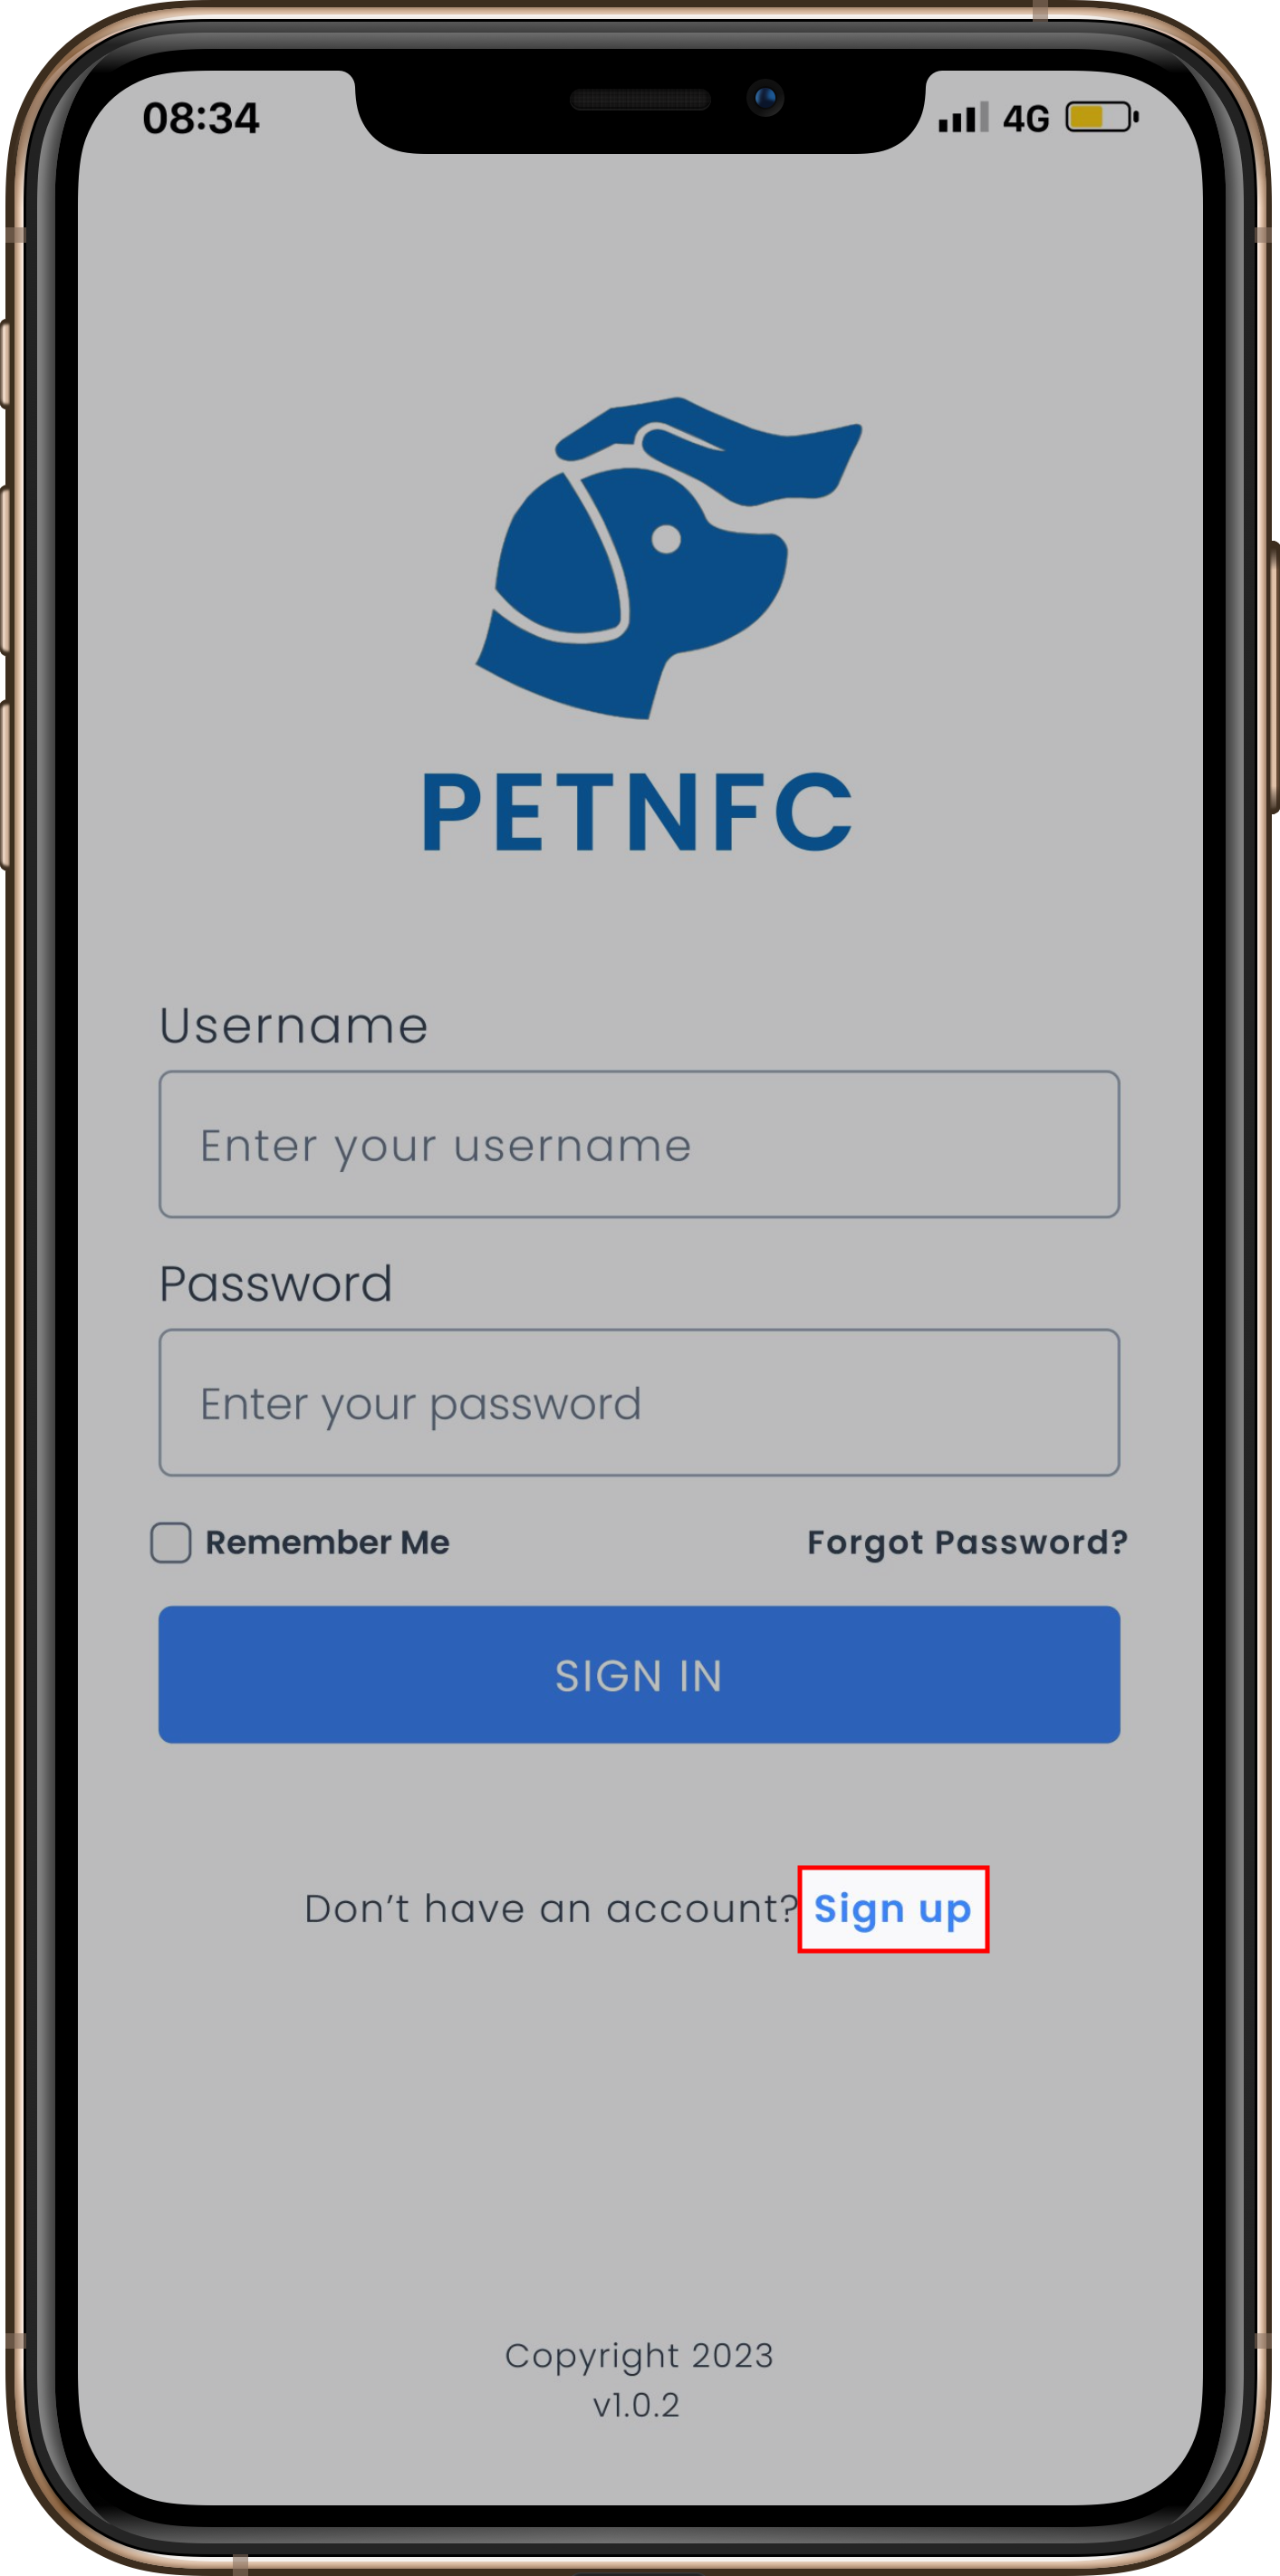 08:34 4G
PETNFC
Username
Enter your username
Password
Enter your password
Remember Me Forgot Password?
SIGN IN
Don't have an account? Sign up
Copyright 2023
v1.0.2